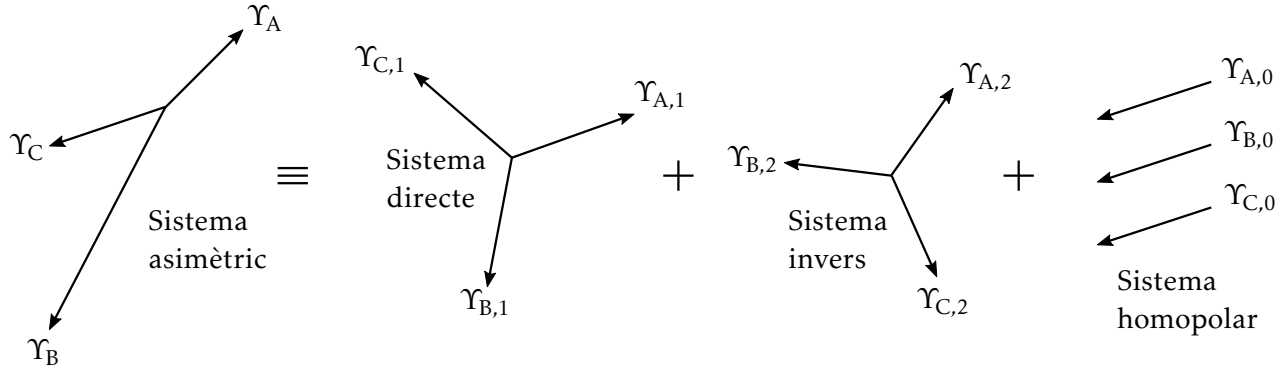 ϒA
ϒC
ϒB
Sistema
asimètric
≡
ϒC,1
ϒA,1
ϒB,1
Sistema
directe
+
ϒA,2
ϒB,2
ϒC,2
Sistema
invers
+
ϒA,0
ϒB,0
ϒC,0
Sistema
homopolar